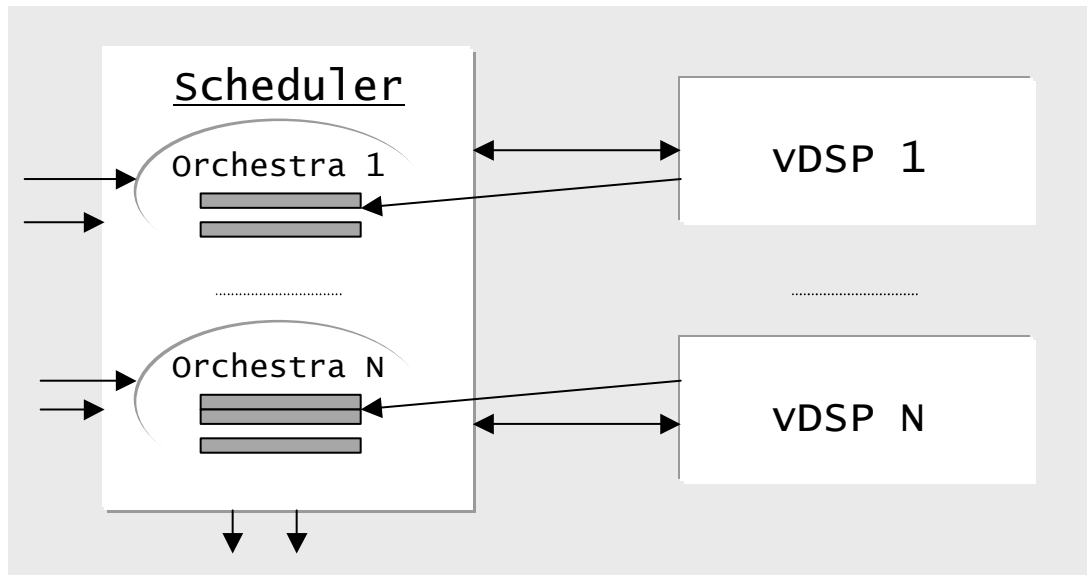 Scheduler
Orchestra 1
vDSP 1
Orchestra N
vDSP N